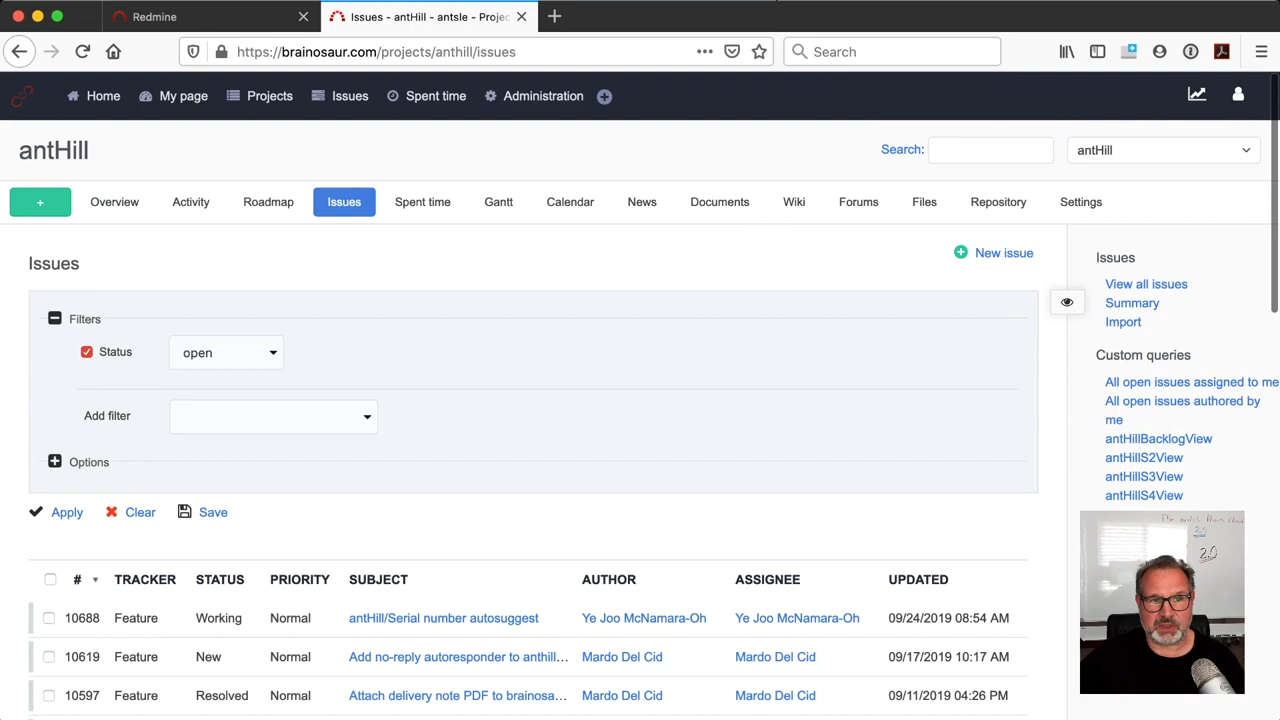 Redmine
Issues - antHill - antsle - Projec
https://brainosaur.com/projects/anthill/issues
Search
Home My page Projects Issues Spent time Administration
antHill
Search:
antHill
+ Overview Activity Roadmap Issues Spent time Gantt Calendar News Documents Wiki Forums Files Repository Settings
Issues
New issue
Filters
Status open
Add filter
Options
Apply Clear Save
# TRACKER STATUS PRIORITY SUBJECT AUTHOR ASSIGNEE UPDATED
10688 Feature Working Normal antHill/Serial number autosuggest Ye Joo McNamara-Oh Ye Joo McNamara-Oh 09/24/2019 08:54 AM
10619 Feature New Normal Add no-reply autoresponder to anthill... Mardo Del Cid Mardo Del Cid 09/17/2019 10:17 AM
10597 Feature Resolved Normal Attach delivery note PDF to brainosa... Mardo Del Cid Mardo Del Cid 09/11/2019 04:26 PM
Issues
View all issues
Summary
Import
Custom queries
All open issues assigned to me
All open issues authored by
me
antHillBacklogView
antHillS2View
antHillS3View
antHillS4View
2.0
2.0